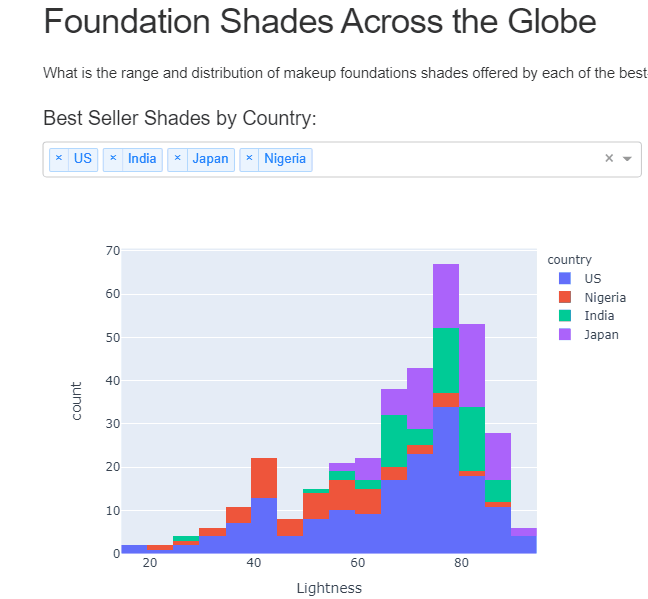 Foundation Shades Across the Globe
What is the range and distribution of makeup foundations shades offered by each of the best
Best Seller Shades by Country:
× US × India × Japan × Nigeria ×
70
60
50
40
30
20
10
0
count
20 40 60 80
Lightness
country
US
Nigeria
India
Japan